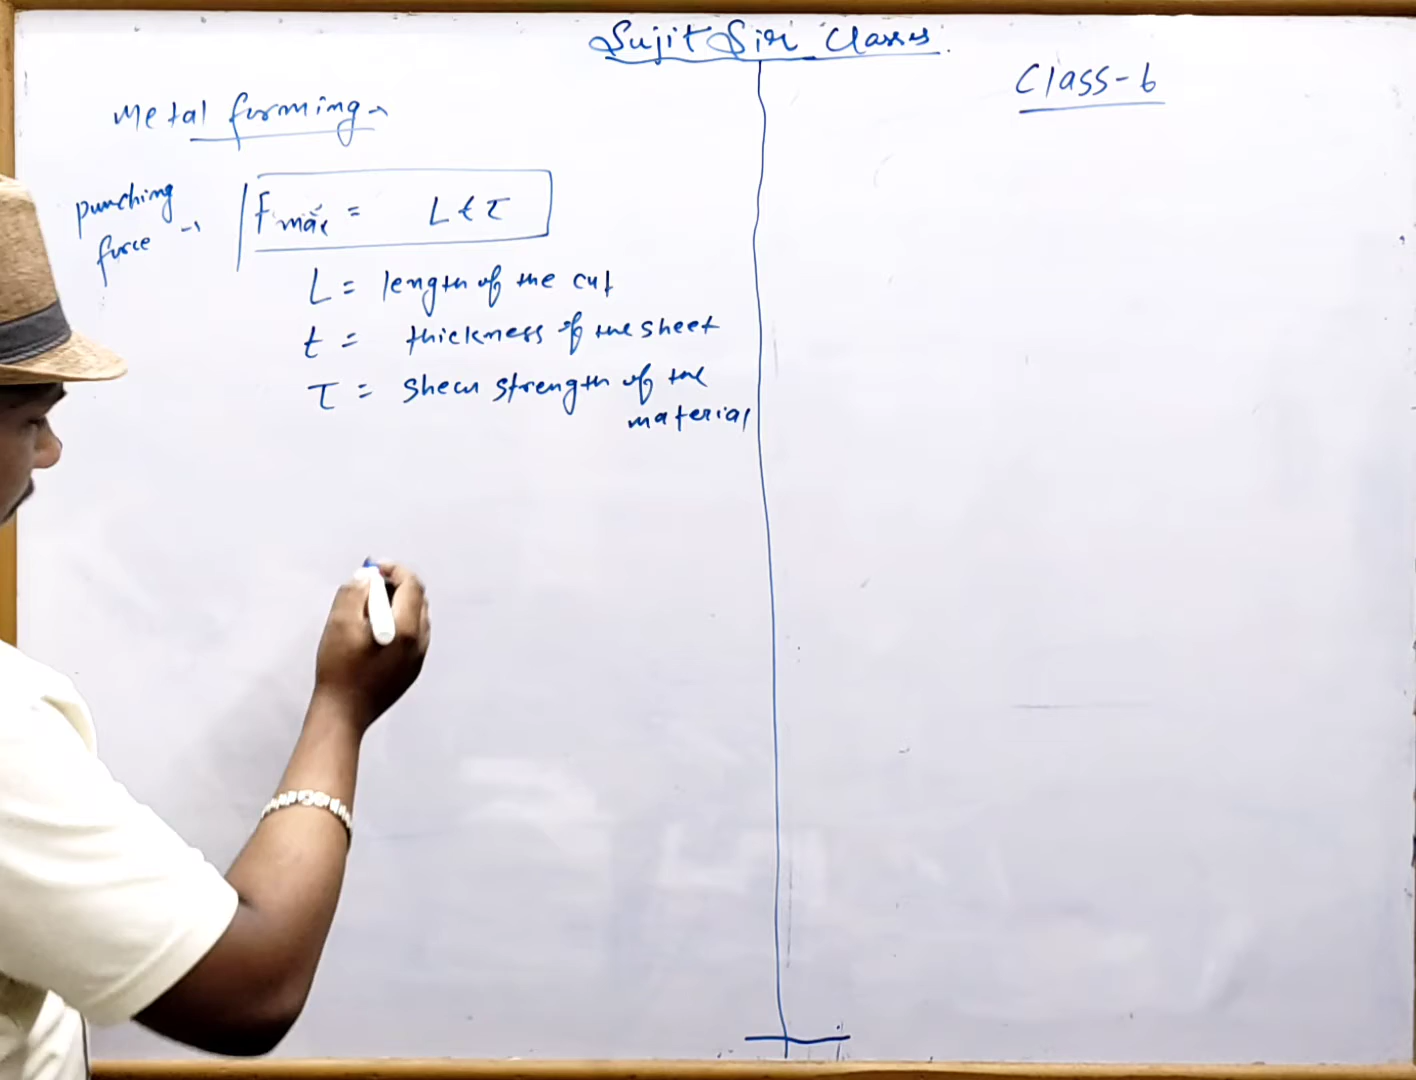 Sujit Sir Classes.
Class-6
Metal forming
punching force → Fmax = L t τ
L = length of the cut
t = thickness of the sheet
τ = shear strength of the
material